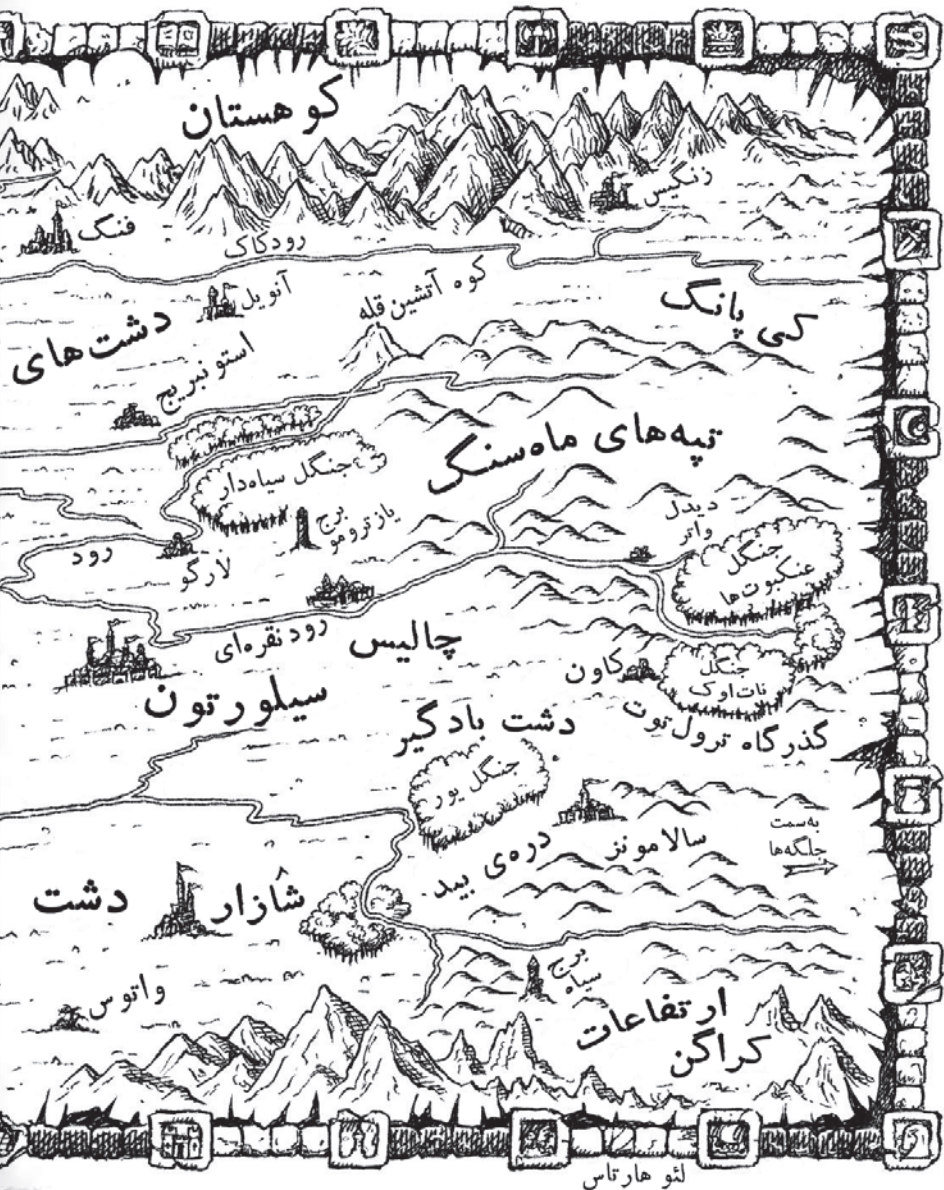 کوهستان
زنگیس
فنگ
رودکاک
آنویل
کوه آتشین قله
کی پانگ
دشت‌های
استونبریج
تپه‌های ماه‌سنگ
جنگل سیاه‌دار
برج
یازترومو
دیدل
واتر
جنگل
عنکبوت‌ها
رود
لارگو
رود نقره‌ای
چالیس
سیلورتون
کاون
جنگل
نات‌اوک
گذرگاه ترول‌توت
دشت بادگیر
جنگل یور
سالامونز
به‌سمت
جلگه‌ها
دره‌ی بید
دشت
شازار
واتوس
برج
سیاه
ارتفاعات
کراگن
لئو هارتاس